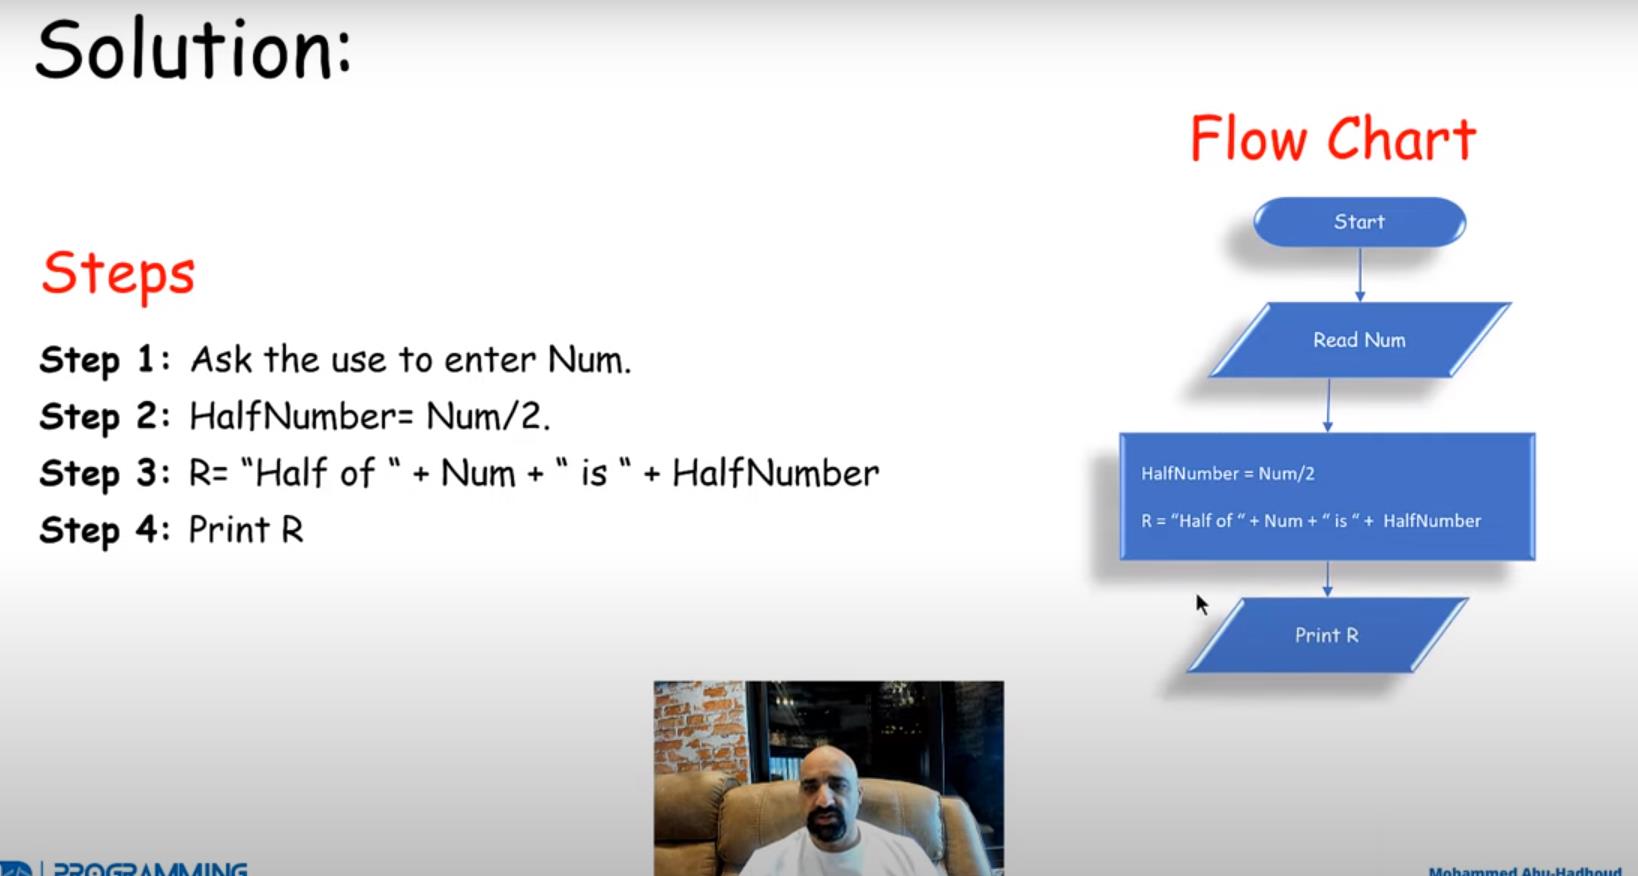 Solution:
Flow Chart
Start
Read Num
HalfNumber = Num/2
R = “Half of “ + Num + “ is “ +  HalfNumber
Print R
Steps
Step 1: Ask the use to enter Num.
Step 2: HalfNumber= Num/2.
Step 3: R= “Half of “ + Num + “ is “ + HalfNumber
Step 4: Print R
PROGRAMMING
Mohammed Abu-Hadhoud